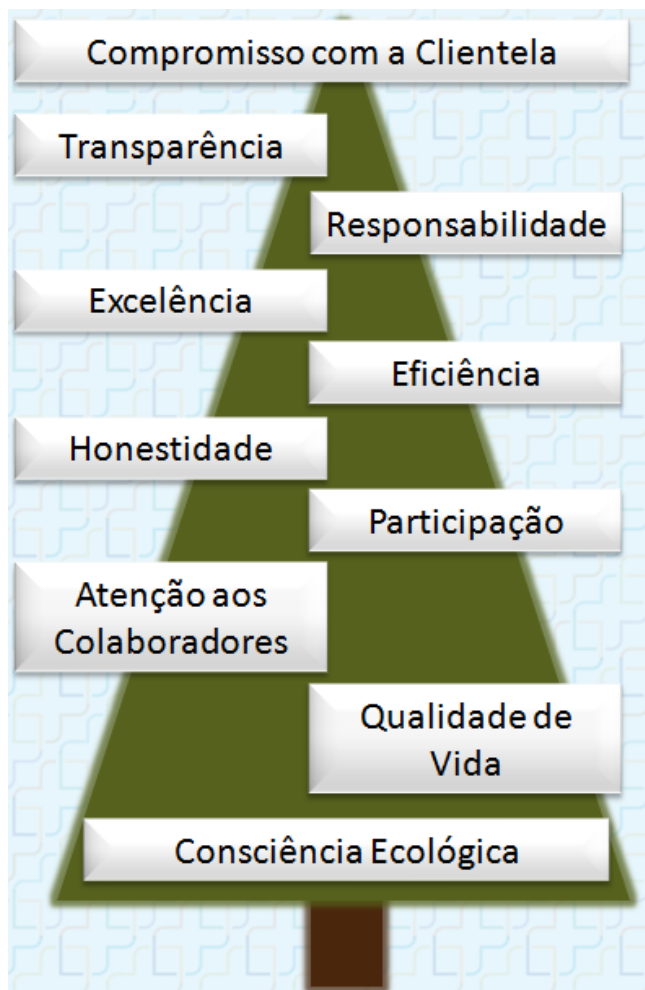 Compromisso com a Clientela
Transparência
Responsabilidade
Excelência
Eficiência
Honestidade
Participação
Atenção aos
Colaboradores
Qualidade de
Vida
Consciência Ecológica